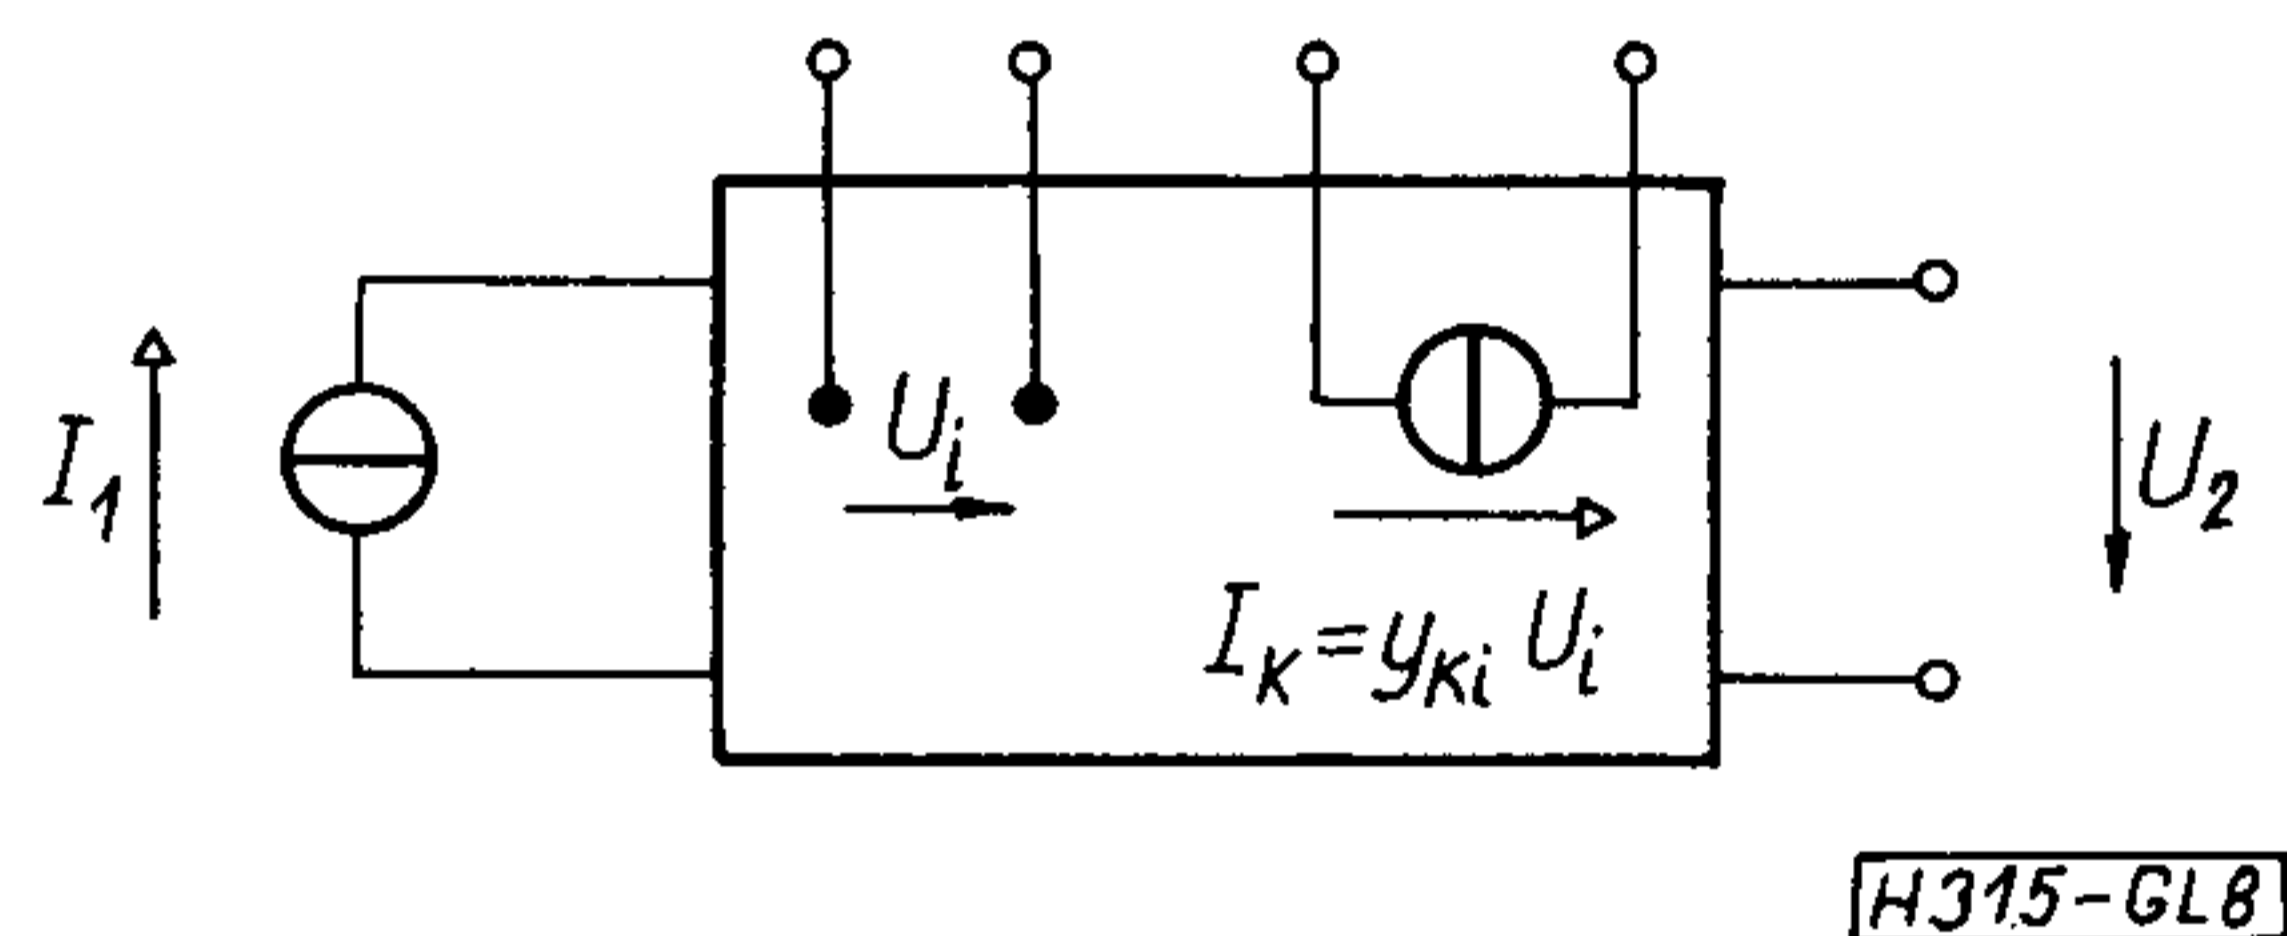 I1
Ui
IK = yKi Ui
U2
H315-GL8